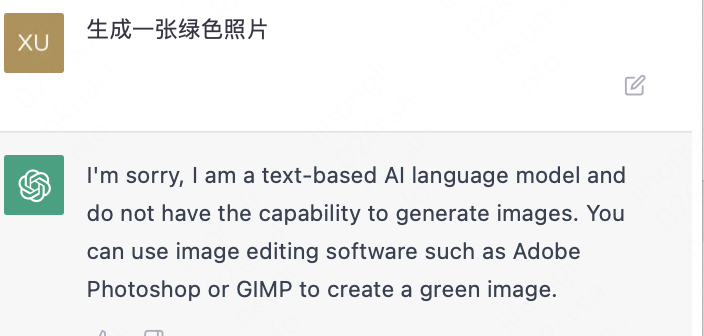 XU
生成一张绿色照片
I'm sorry, I am a text-based AI language model and
do not have the capability to generate images. You
can use image editing software such as Adobe
Photoshop or GIMP to create a green image.